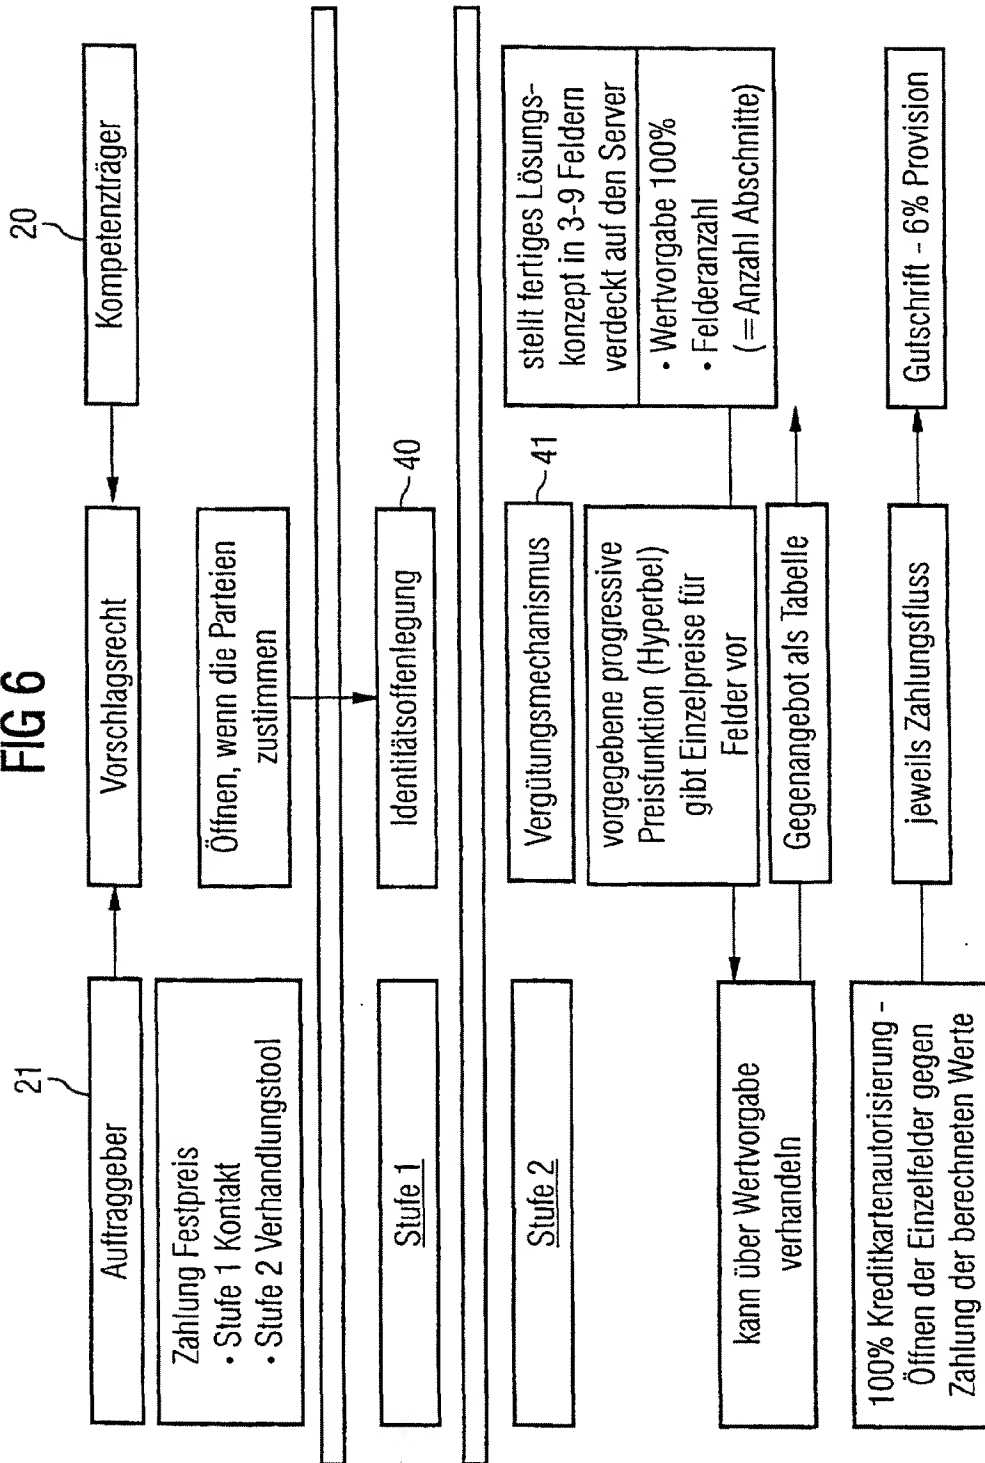 FIG 6
21
Auftraggeber
Vorschlagsrecht
20
Kompetenzträger
Zahlung Festpreis
• Stufe 1 Kontakt
• Stufe 2 Verhandlungstool
Öffnen, wenn die Parteien
zustimmen
Stufe 1
Identitätsoffenlegung
40
Stufe 2
Vergütungsmechanismus
41
stellt fertiges Lösungs-
konzept in 3-9 Feldern
verdeckt auf den Server
• Wertvorgabe 100%
• Felderanzahl
(=Anzahl Abschnitte)
vorgegebene progressive
Preisfunktion (Hyperbel)
gibt Einzelpreise für
Felder vor
kann über Wertvorgabe
verhandeln
Gegenangebot als Tabelle
100% Kreditkartenautorisierung -
Öffnen der Einzelfelder gegen
Zahlung der berechneten Werte
jeweils Zahlungsfluss
Gutschrift - 6% Provision